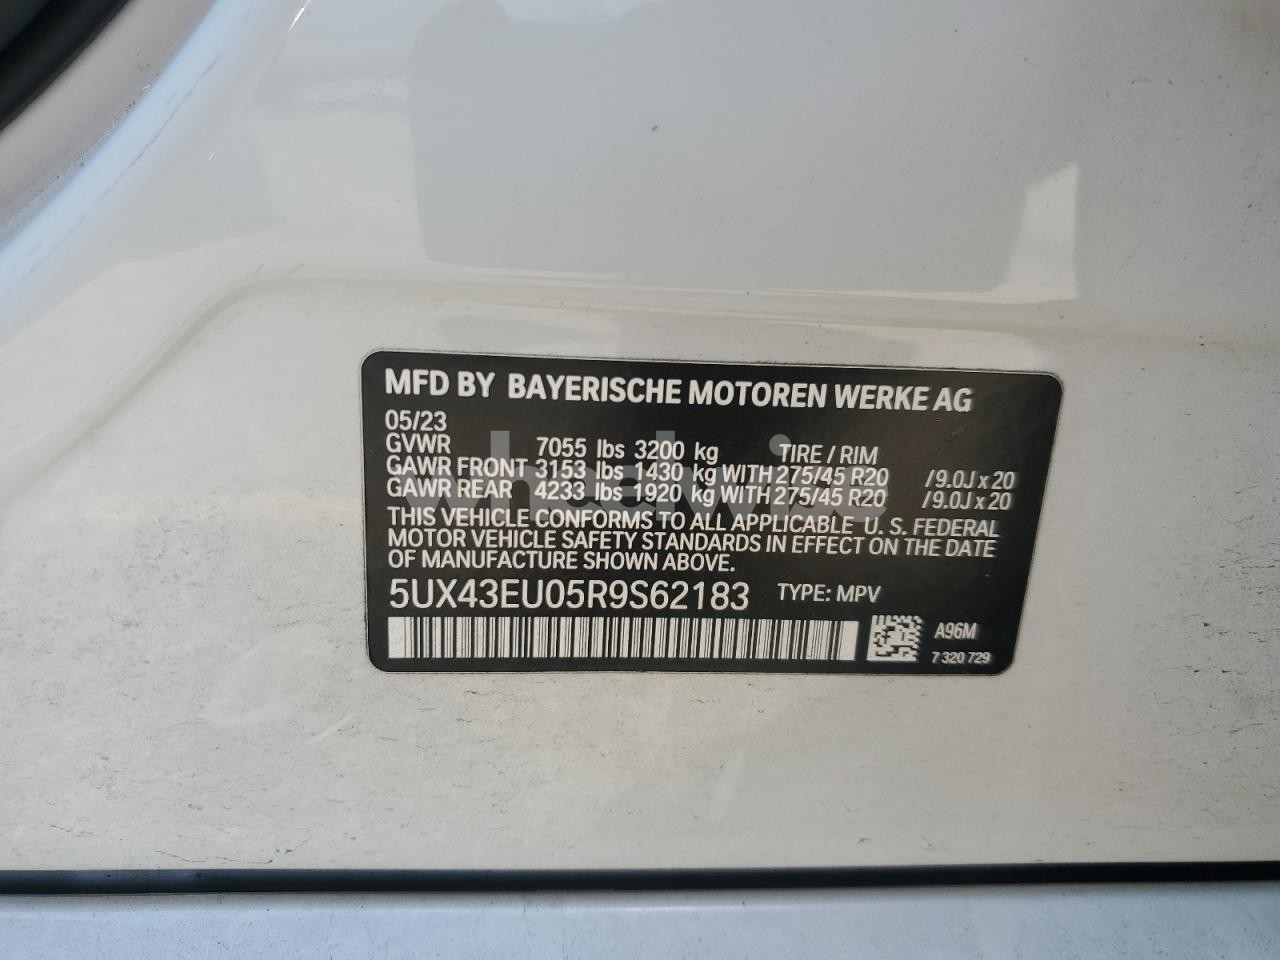 MFD BY BAYERISCHE MOTOREN WERKE AG
05/23
GVWR 7055 lbs 3200 kg TIRE / RIM
GAWR FRONT 3153 lbs 1430 kg WITH 275/45 R20 /9.0J x 20
GAWR REAR 4233 lbs 1920 kg WITH 275/45 R20 /9.0J x 20
THIS VEHICLE CONFORMS TO ALL APPLICABLE U. S. FEDERAL
MOTOR VEHICLE SAFETY STANDARDS IN EFFECT ON THE DATE
OF MANUFACTURE SHOWN ABOVE.
5UX43EU05R9S62183 TYPE: MPV
A96M
7 320 729